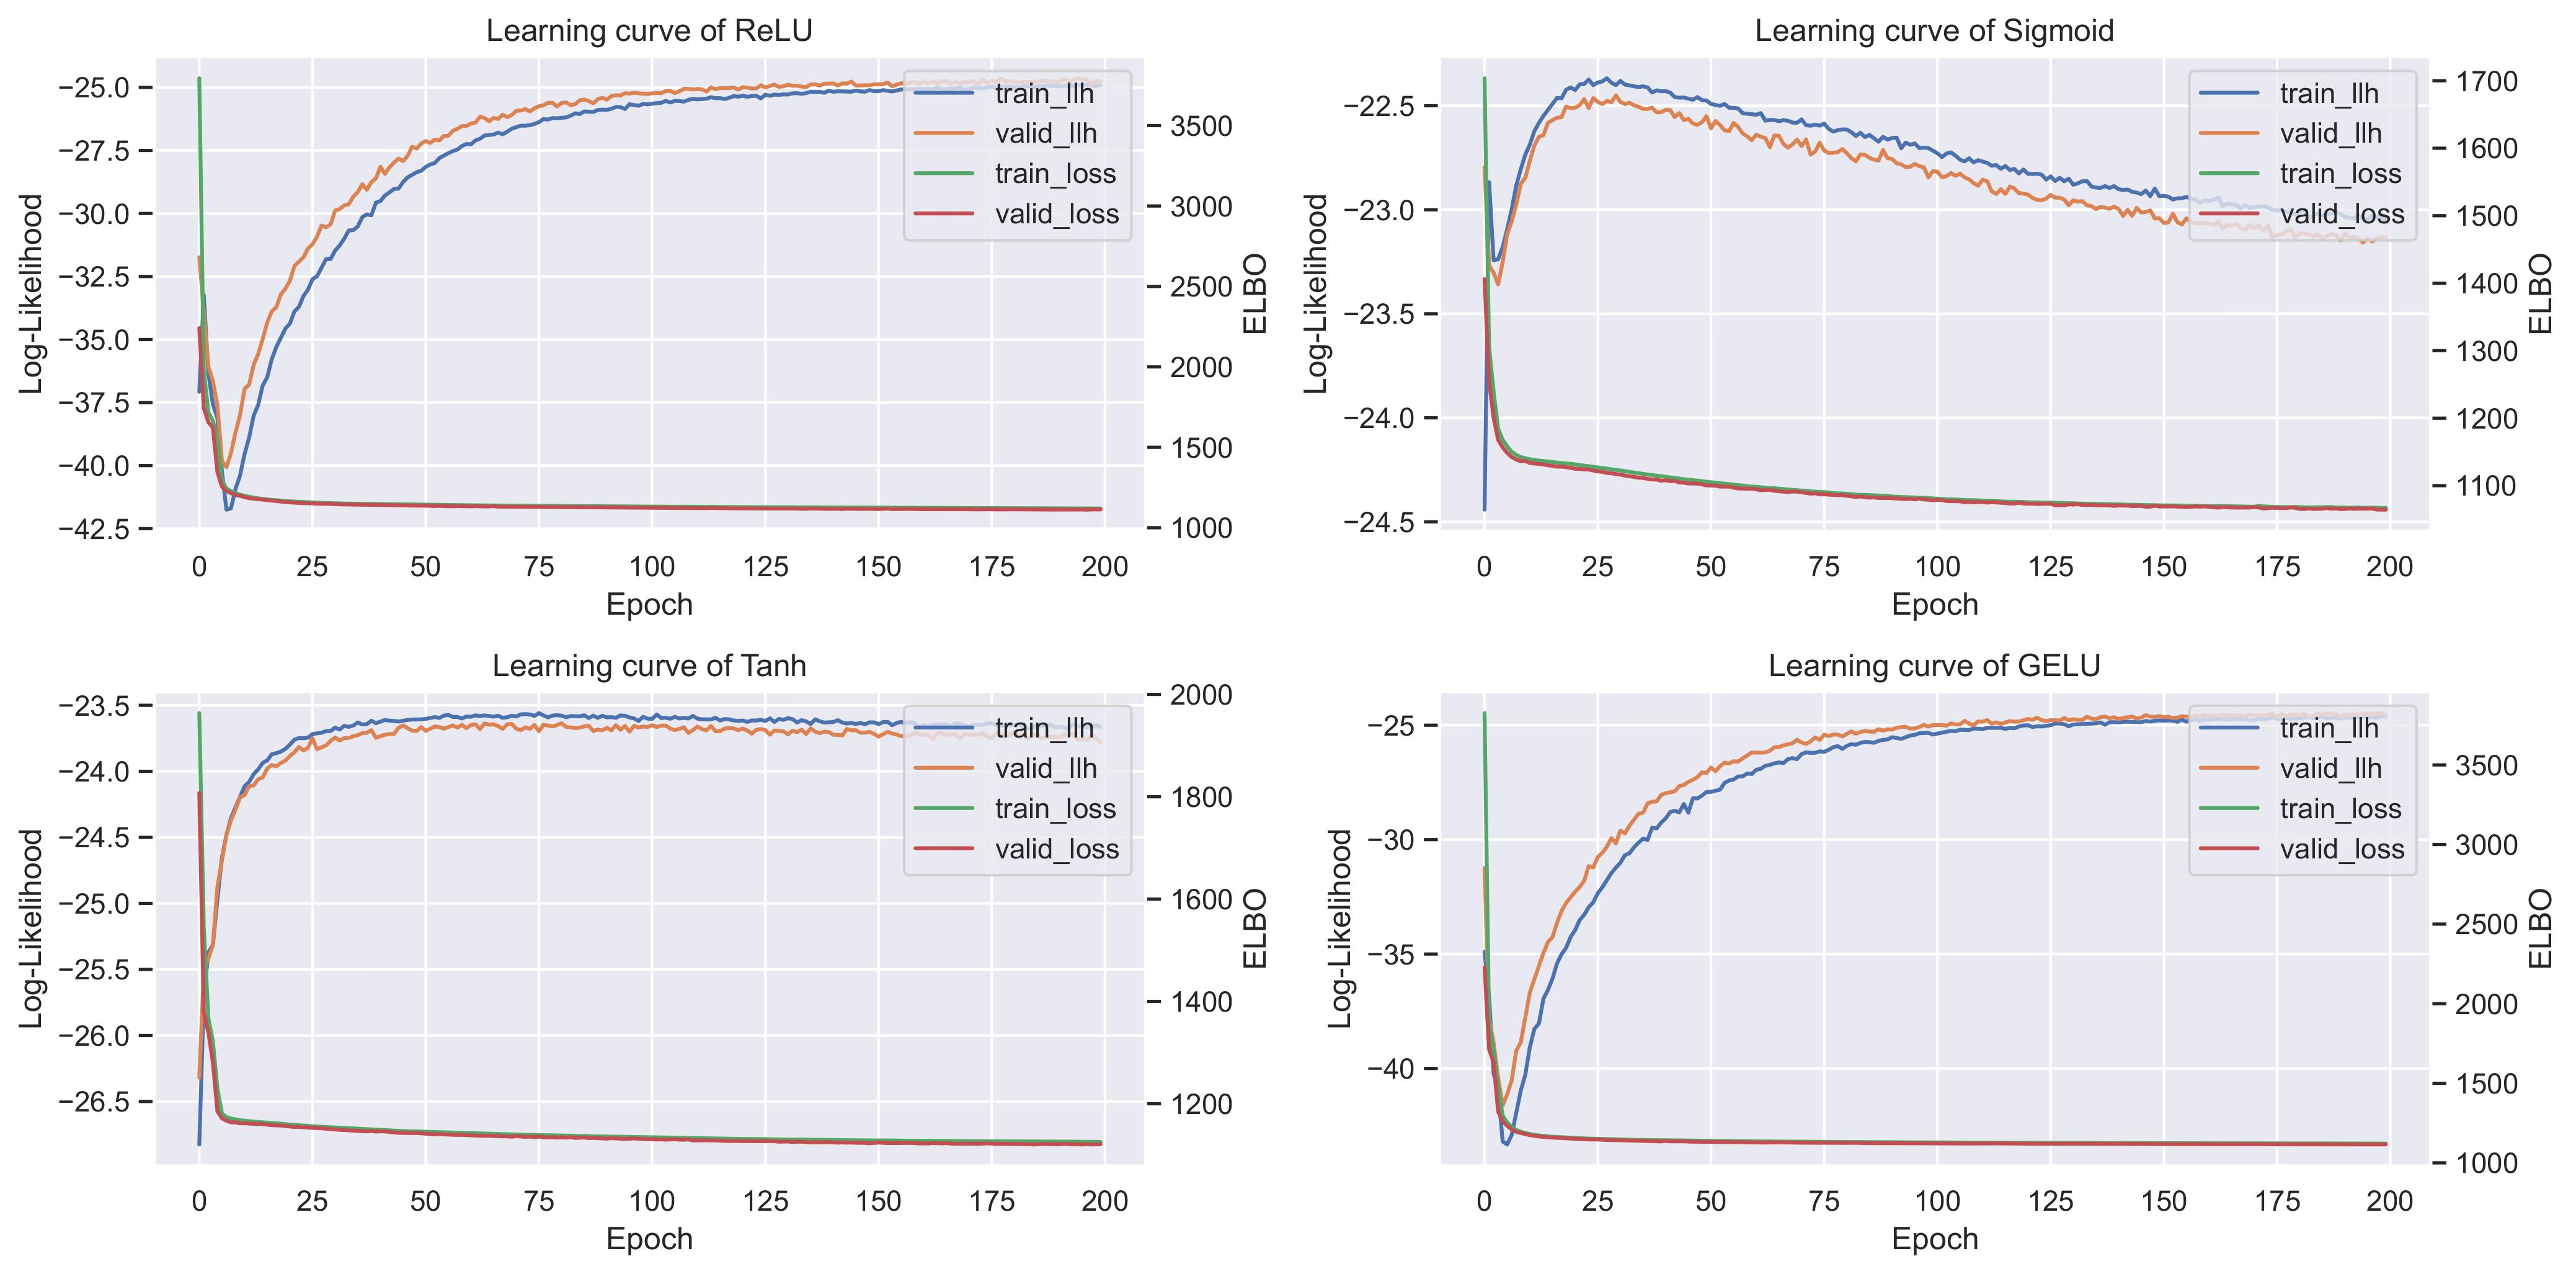 Learning curve of ReLU
−25.0
−27.5
−30.0
−32.5
−35.0
−37.5
−40.0
−42.5
Log-Likelihood
0 25 50 75 100 125 150 175 200
Epoch
3500
3000
2500
2000
1500
1000
ELBO
train_llh
valid_llh
train_loss
valid_loss
Learning curve of Sigmoid
−22.5
−23.0
−23.5
−24.0
−24.5
Log-Likelihood
0 25 50 75 100 125 150 175 200
Epoch
1700
1600
1500
1400
1300
1200
1100
ELBO
train_llh
valid_llh
train_loss
valid_loss
Learning curve of Tanh
−23.5
−24.0
−24.5
−25.0
−25.5
−26.0
−26.5
Log-Likelihood
0 25 50 75 100 125 150 175 200
Epoch
2000
1800
1600
1400
1200
ELBO
train_llh
valid_llh
train_loss
valid_loss
Learning curve of GELU
−25
−30
−35
−40
Log-Likelihood
0 25 50 75 100 125 150 175 200
Epoch
3500
3000
2500
2000
1500
1000
ELBO
train_llh
valid_llh
train_loss
valid_loss